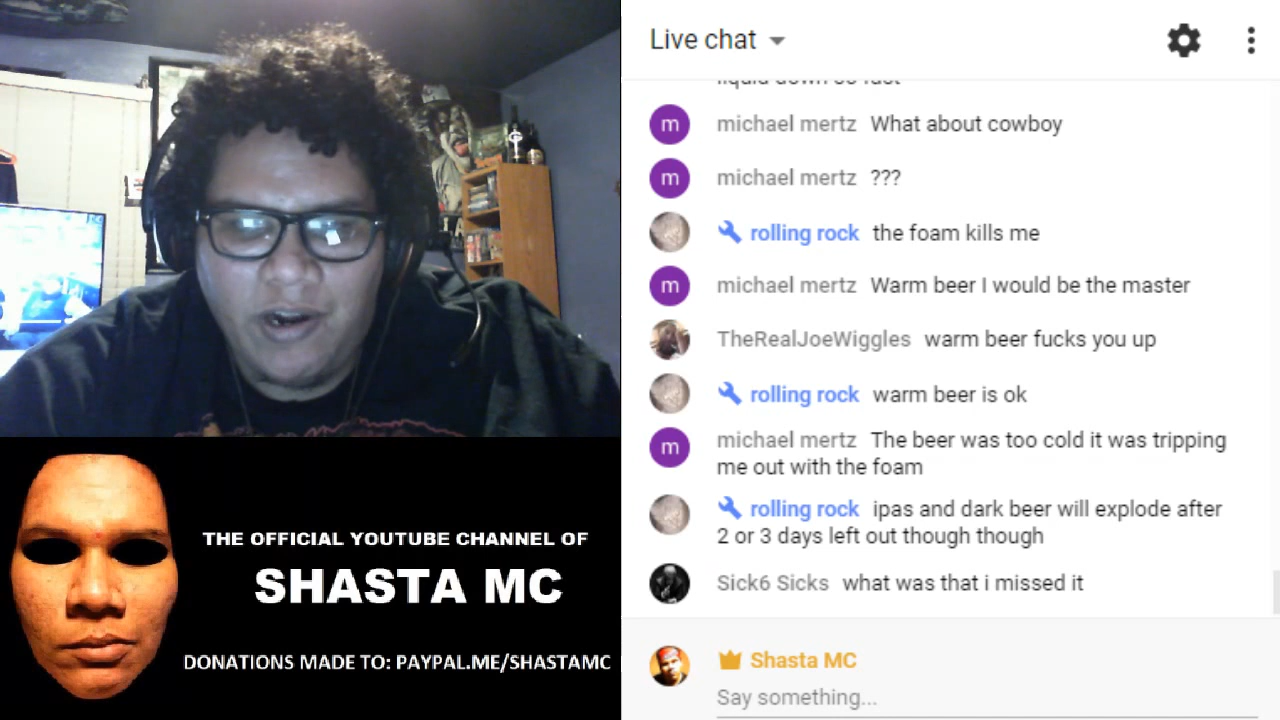 Live chat
michael mertz What about cowboy
michael mertz ???
rolling rock the foam kills me
michael mertz Warm beer I would be the master
TheRealJoeWiggles warm beer fucks you up
rolling rock warm beer is ok
michael mertz The beer was too cold it was tripping
me out with the foam
rolling rock ipas and dark beer will explode after
2 or 3 days left out though though
Sick6 Sicks what was that i missed it
Shasta MC
Say something...
THE OFFICIAL YOUTUBE CHANNEL OF
SHASTA MC
DONATIONS MADE TO: PAYPAL.ME/SHASTAMC